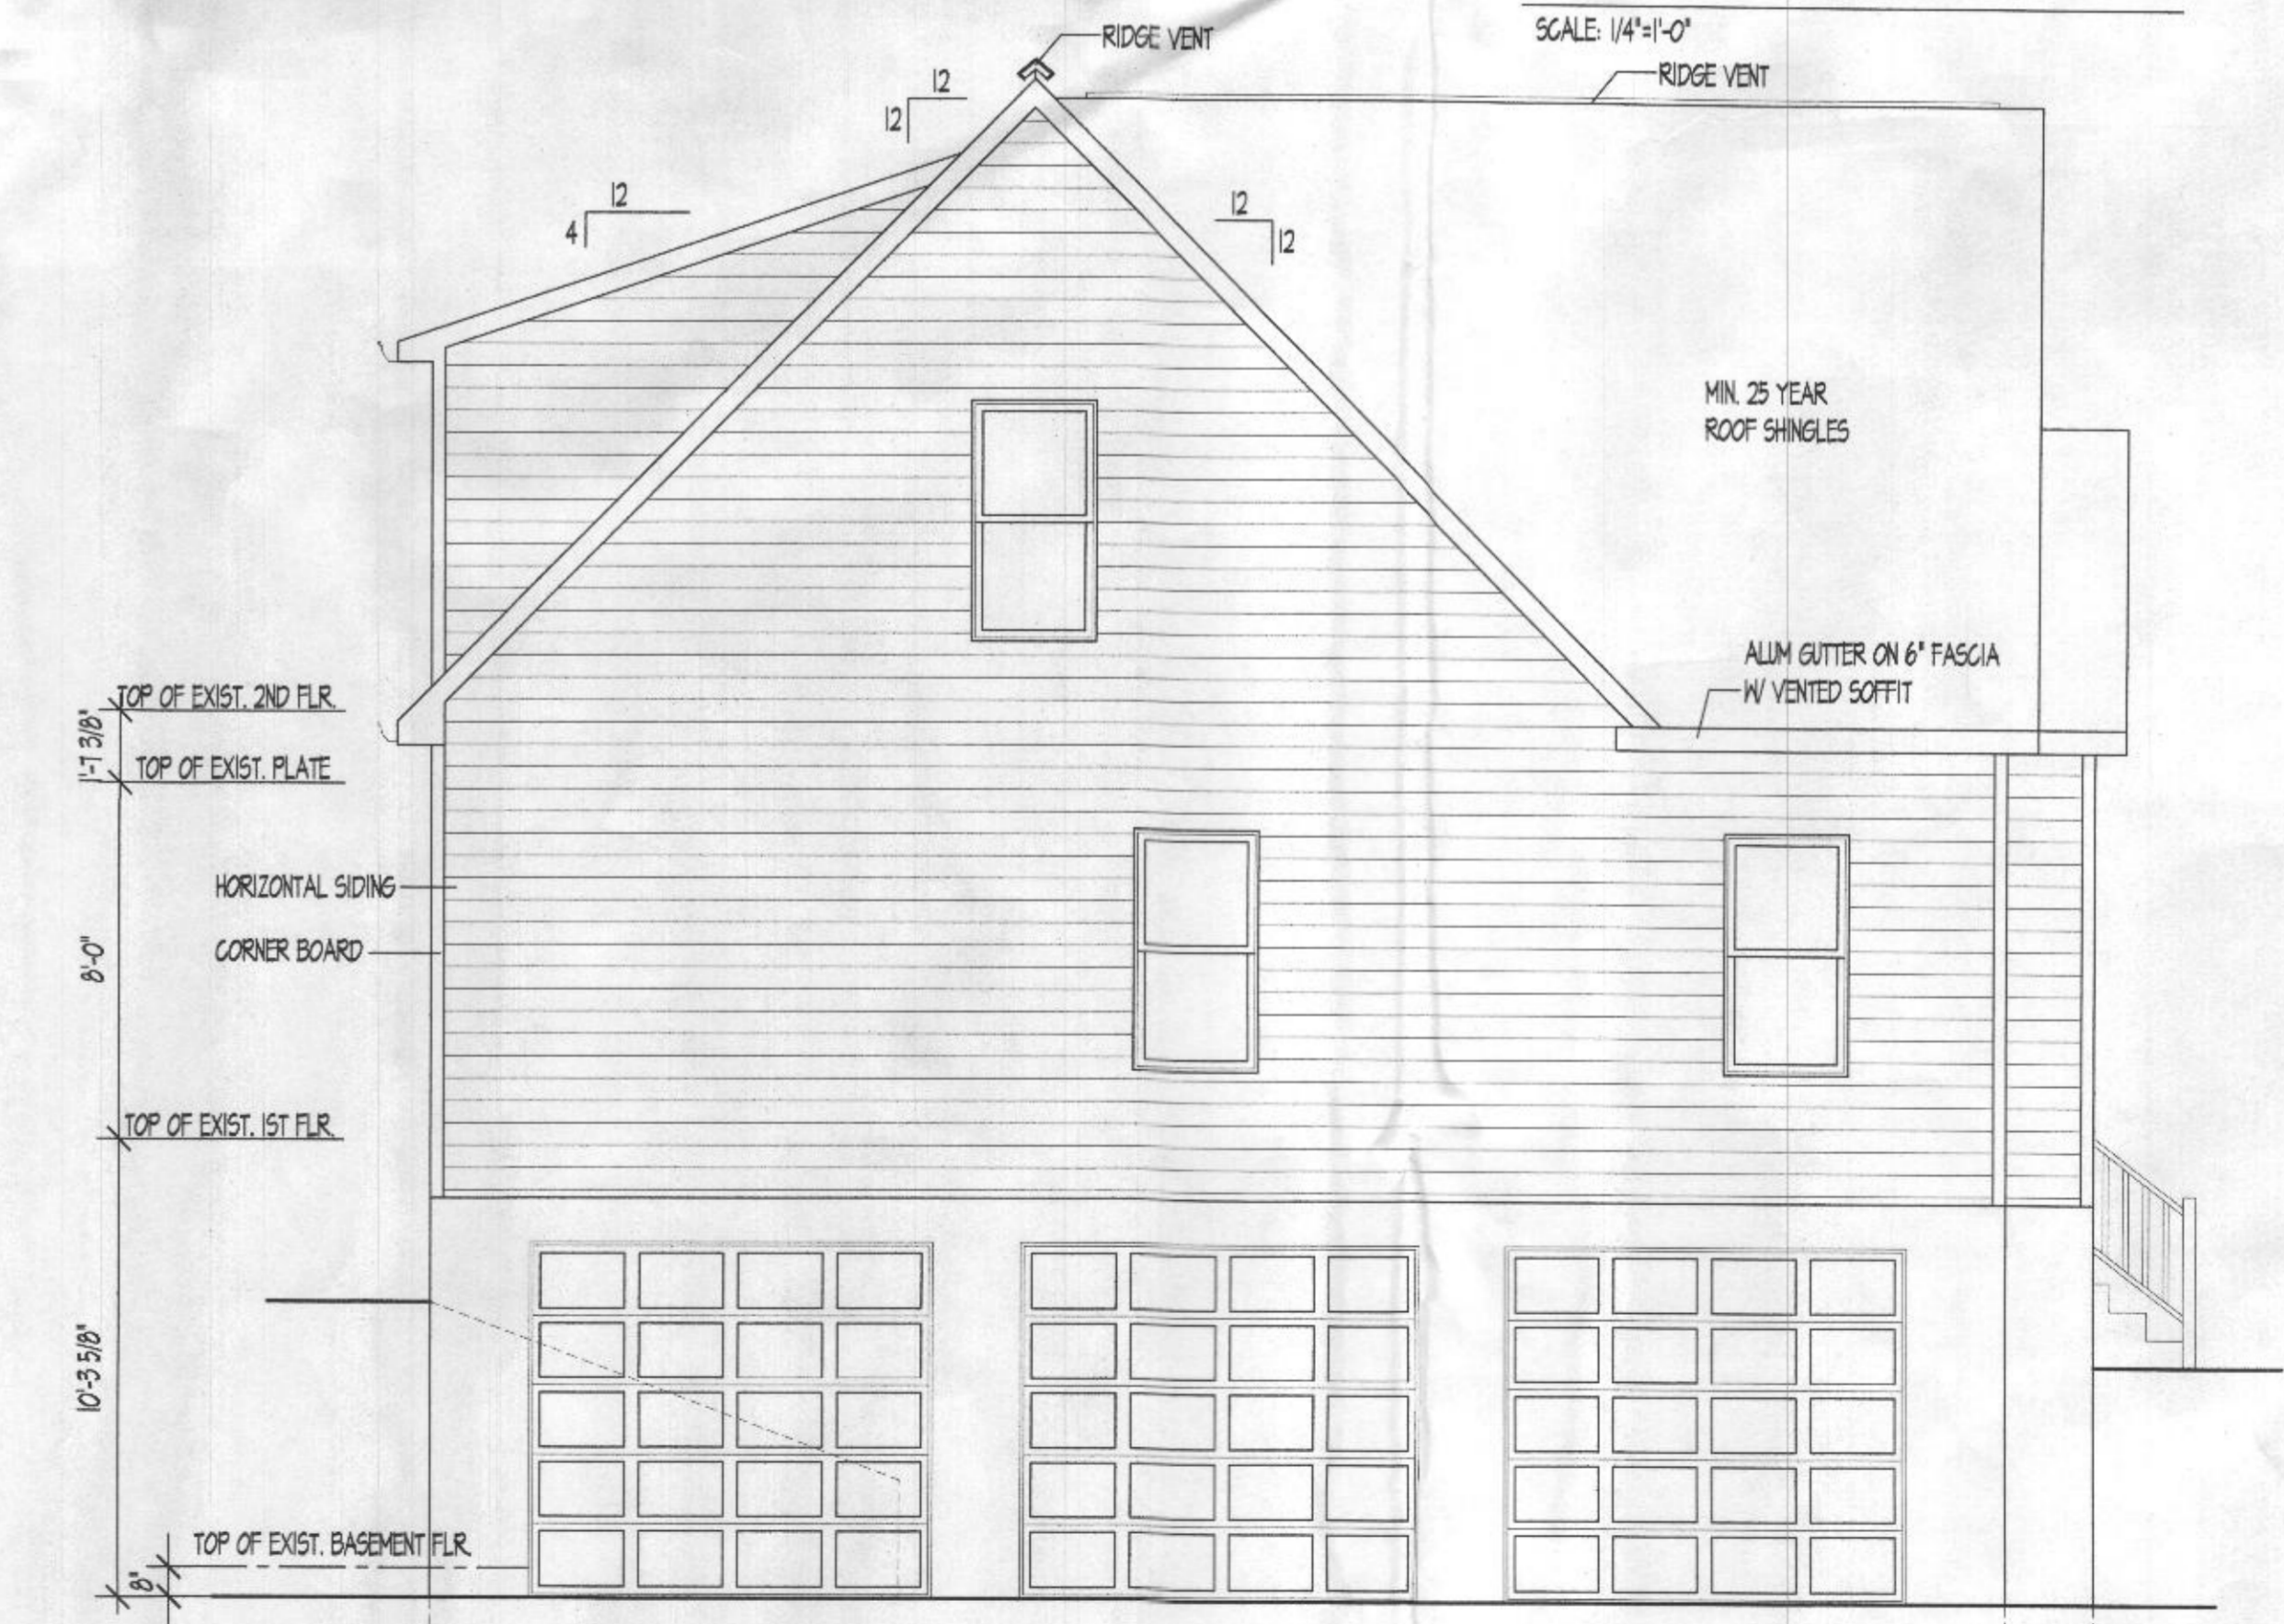 SCALE: 1/4"=1'-0"
RIDGE VENT
RIDGE VENT
12
12
12
4
12
12
MIN. 25 YEAR
ROOF SHINGLES
ALUM GUTTER ON 6" FASCIA
W/ VENTED SOFFIT
TOP OF EXIST. 2ND FLR.
1'-7 3/8"
TOP OF EXIST. PLATE
HORIZONTAL SIDING
8'-0"
CORNER BOARD
TOP OF EXIST. 1ST FLR.
10'-3 5/8"
TOP OF EXIST. BASEMENT FLR
8"